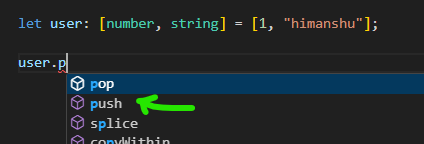 let user: [number, string] = [1, "himanshu"];
user.p
pop
push
splice
copyWithin